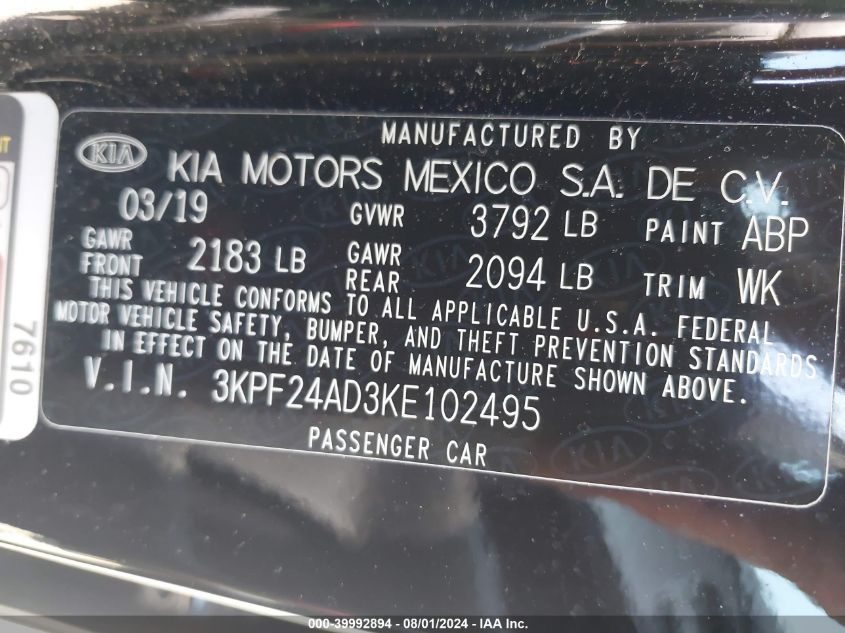 MANUFACTURED BY
KIA KIA MOTORS MEXICO S.A. DE C.V.
03/19 GVWR 3792 LB PAINT ABP
GAWR FRONT 2183 LB GAWR REAR 2094 LB TRIM WK
THIS VEHICLE CONFORMS TO ALL APPLICABLE U.S.A. FEDERAL
MOTOR VEHICLE SAFETY, BUMPER, AND THEFT PREVENTION STANDARDS
IN EFFECT ON THE DATE OF MANUFACTURE SHOWN ABOVE.
V.I.N. 3KPF24AD3KE102495
PASSENGER CAR
7610
000-39992894 - 08/01/2024 - IAA Inc.